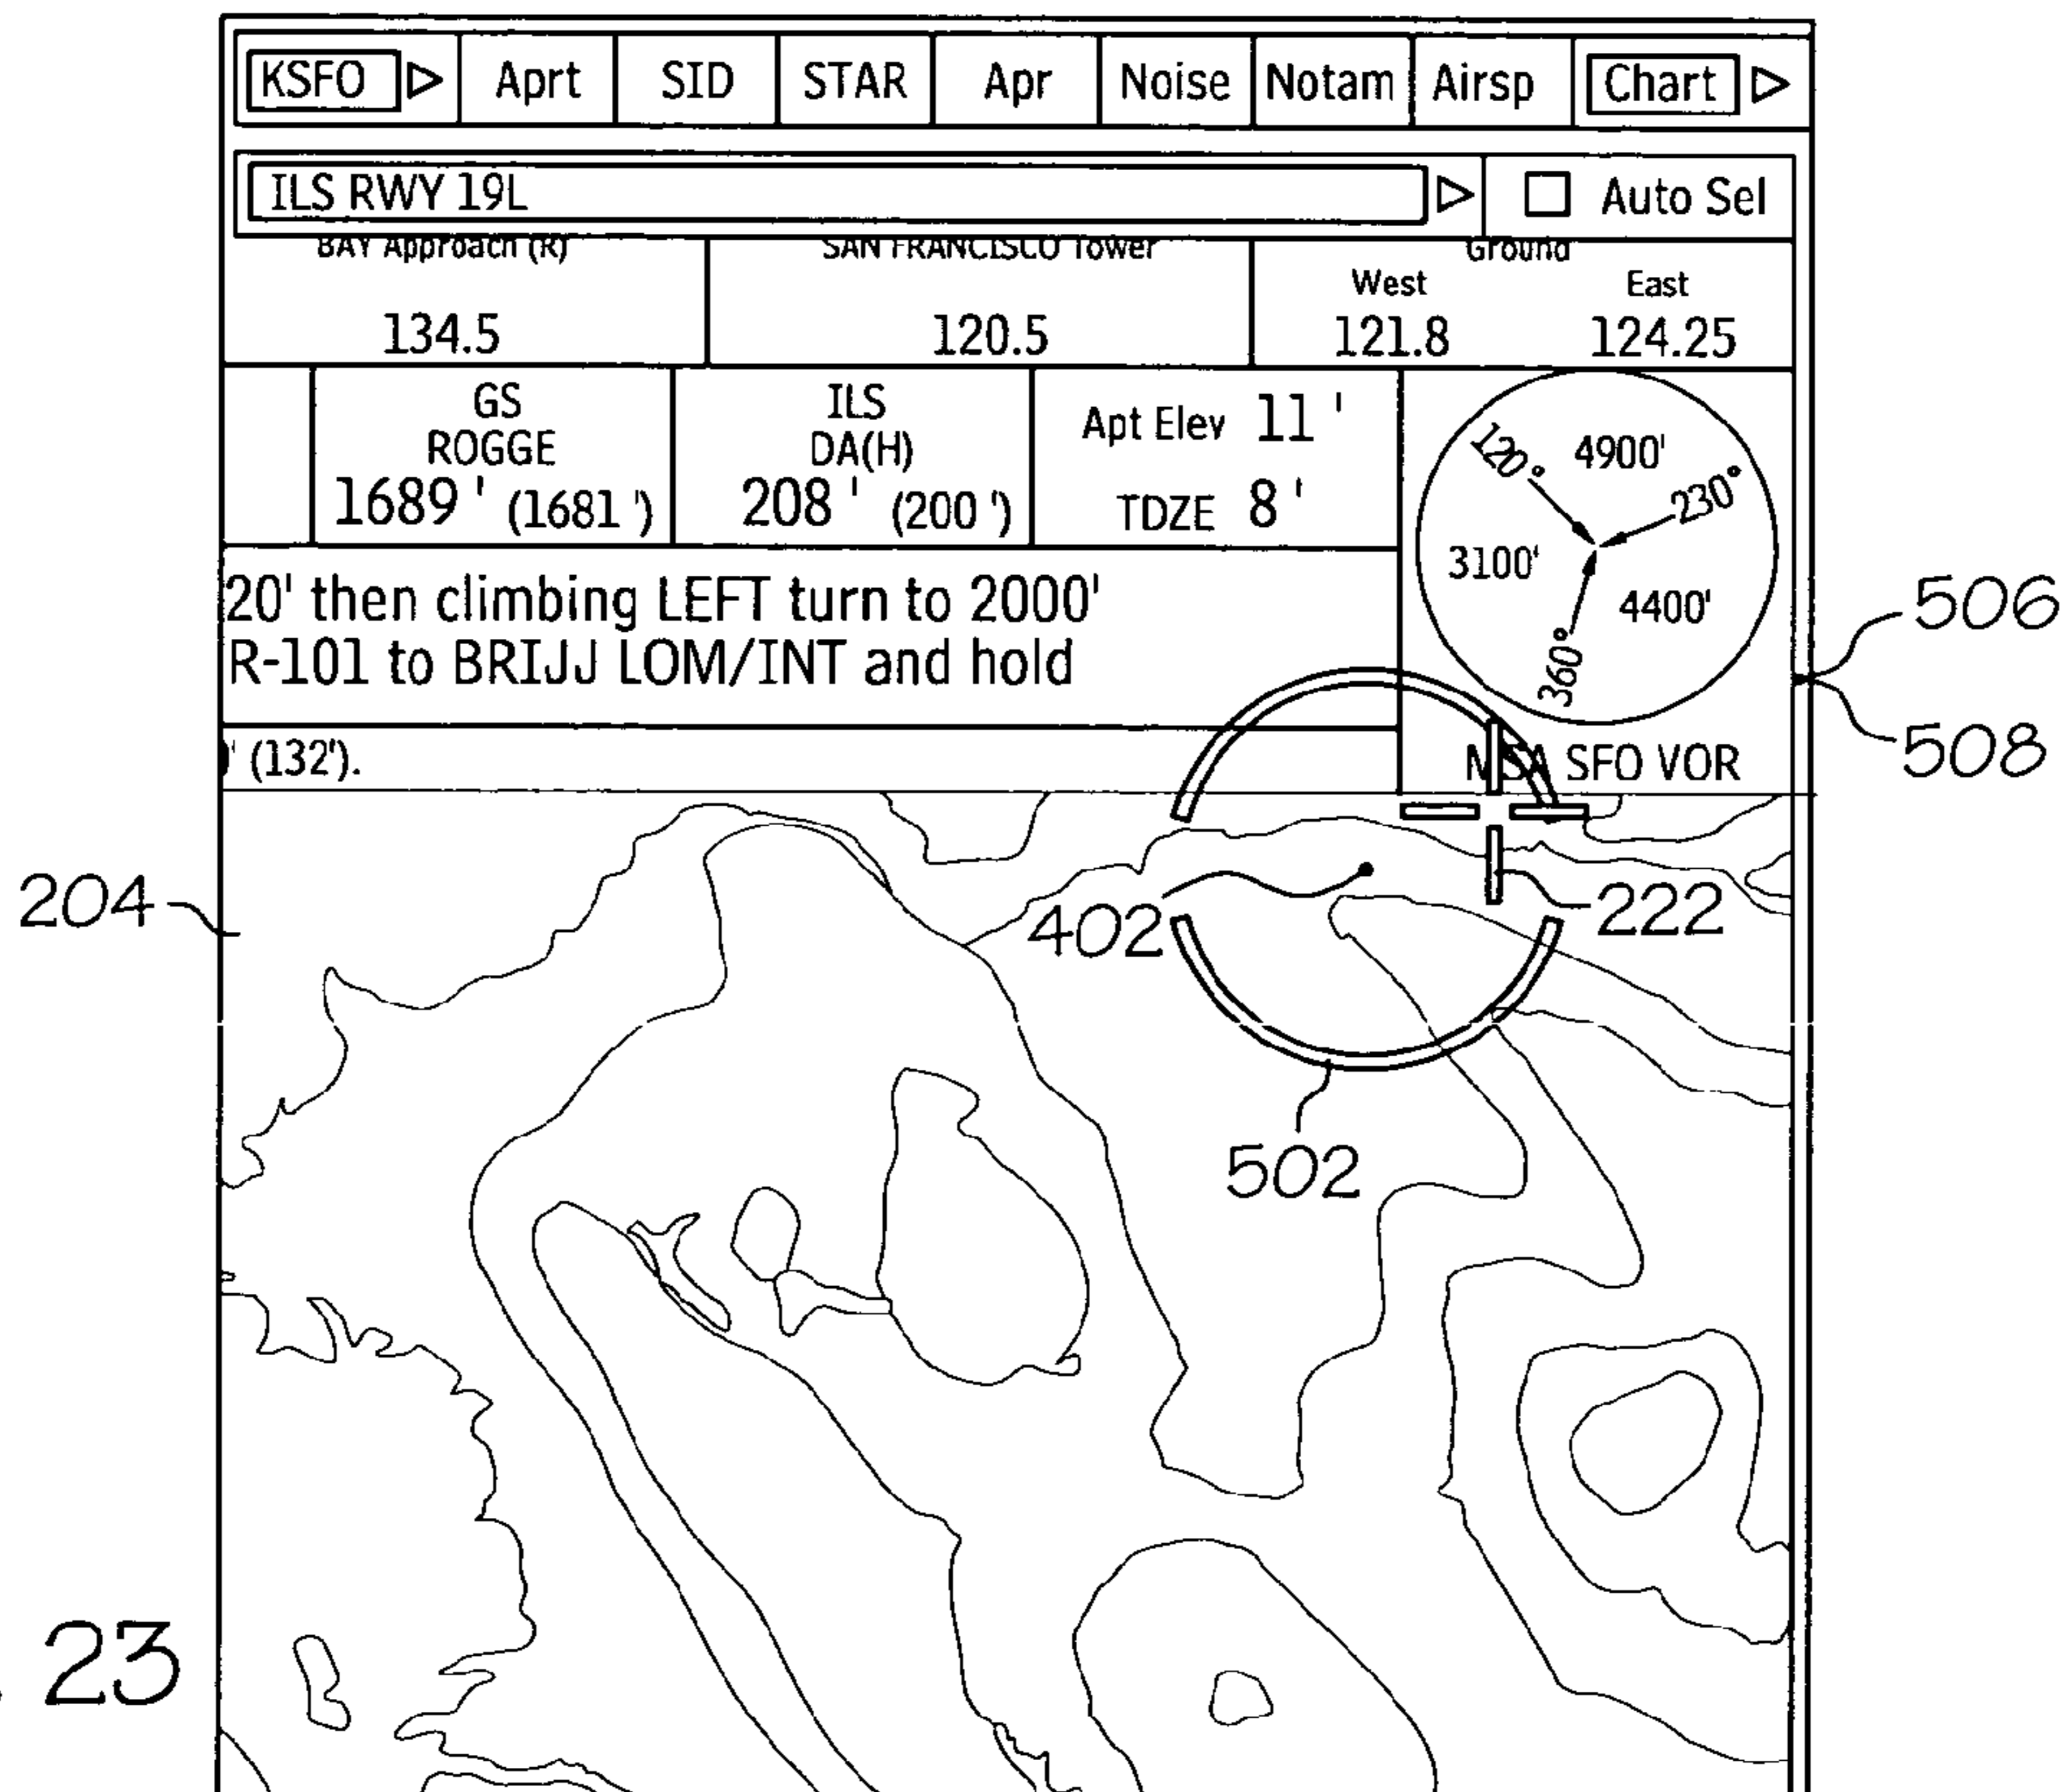 KSFO Aprt SID STAR Apr Noise Notam Airsp Chart
ILS RWY 19L Auto Sel
BAY Approach (R) SAN FRANCISCO Tower Ground
West East
134.5 120.5 121.8 124.25
GS
ROGGE
1689' (1681')
ILS
DA(H)
208' (200')
Apt Elev 11'
TDZE 8'
120° 4900'
230°
3100'
4400'
360°
MSA SFO VOR
20' then climbing LEFT turn to 2000'
R-101 to BRIJJ LOM/INT and hold
' (132').
506
508
204
402
222
502
23